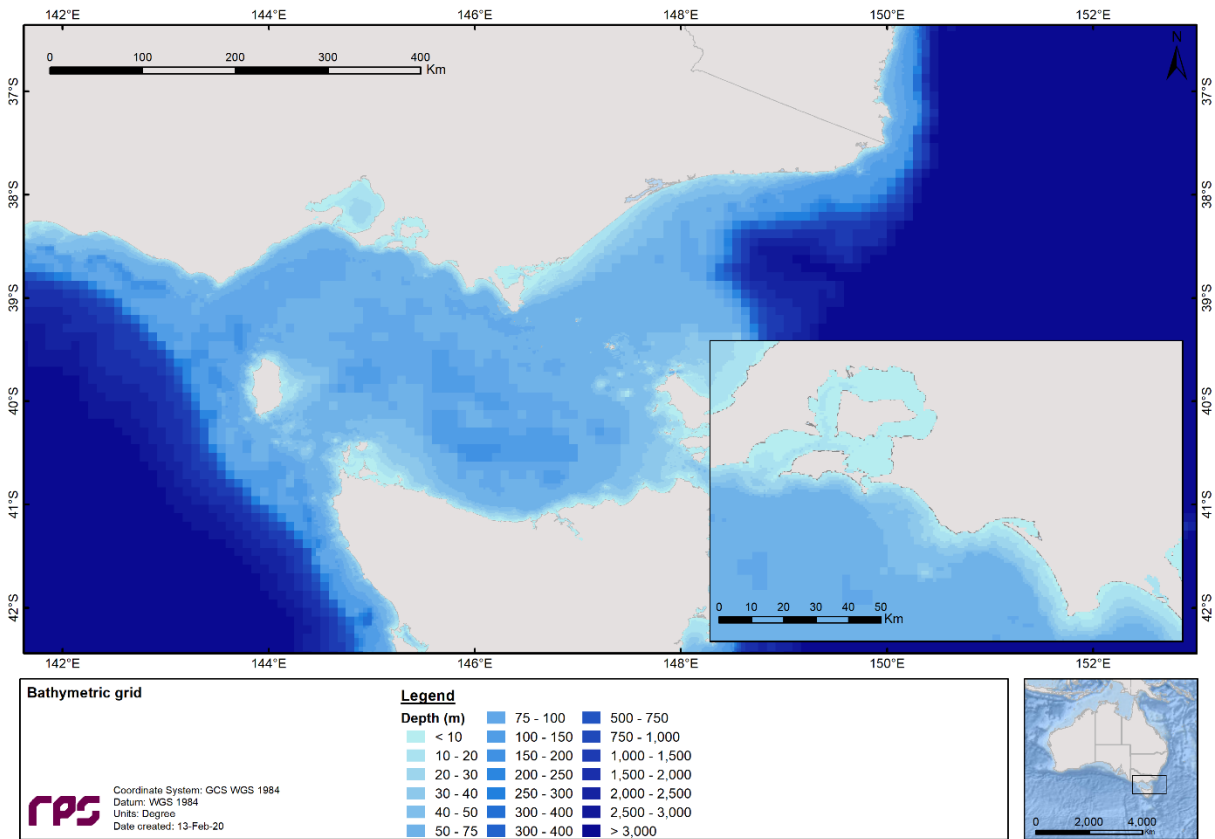 142°E 144°E 146°E 148°E 150°E 152°E
0 100 200 300 400
Km
N
37°S 37°S
38°S 38°S
39°S 39°S
40°S 40°S
41°S 41°S
42°S 42°S
0 10 20 30 40 50
Km
142°E 144°E 146°E 148°E 150°E 152°E
Bathymetric grid
Legend
Depth (m)
< 10
10 - 20
20 - 30
30 - 40
40 - 50
50 - 75
75 - 100
100 - 150
150 - 200
200 - 250
250 - 300
300 - 400
300 - 400
500 - 750
750 - 1,000
1,000 - 1,500
1,500 - 2,000
2,000 - 2,500
2,500 - 3,000
> 3,000
rps
Coordinate System: GCS WGS 1984
Datum: WGS 1984
Units: Degree
Date created: 13-Feb-20
0 2,000 4,000
Km